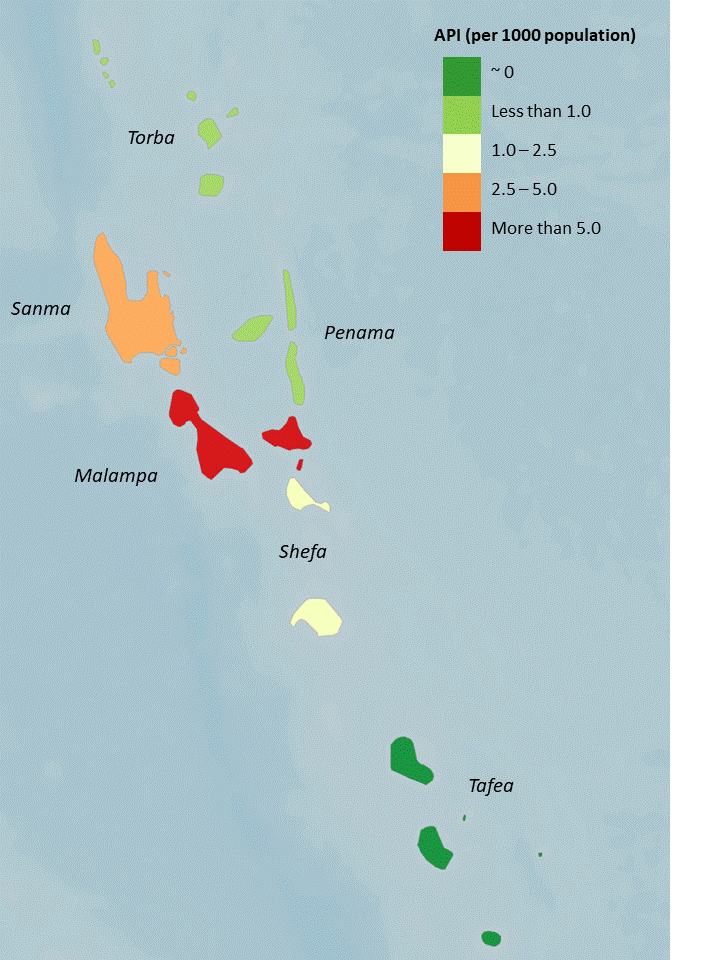 API (per 1000 population)
~ 0
Less than 1.0
1.0 – 2.5
2.5 – 5.0
More than 5.0
Torba
Sanma
Penama
Malampa
Shefa
Tafea